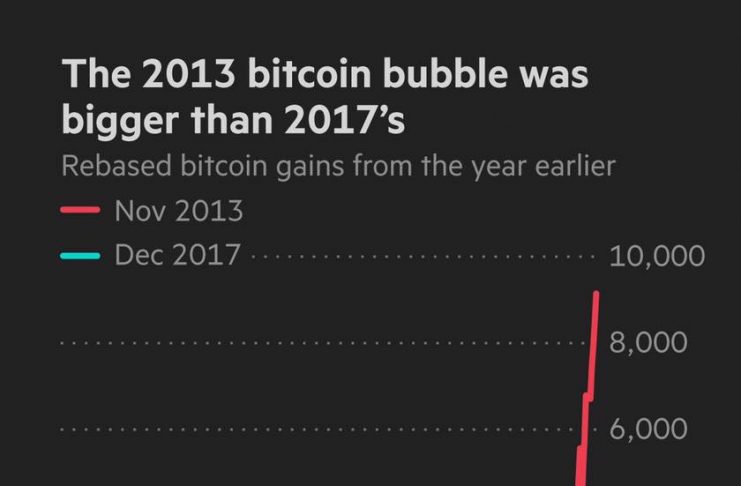 The 2013 bitcoin bubble was
bigger than 2017’s
Rebased bitcoin gains from the year earlier
Nov 2013
Dec 2017
10,000
8,000
6,000